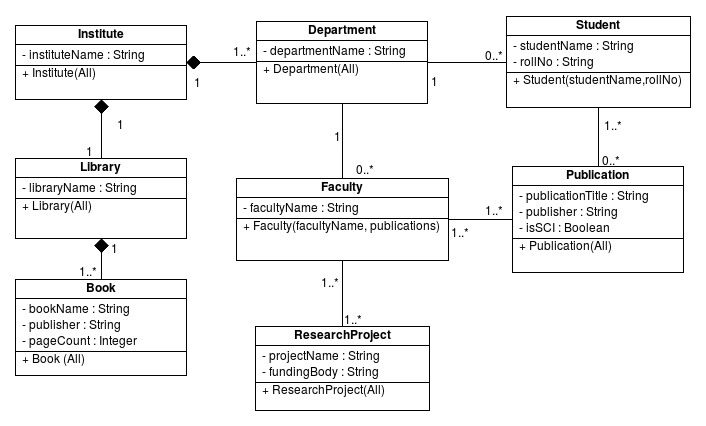 Institute
- instituteName : String
+ Institute(All)
1..*
1
Department
- departmentName : String
+ Department(All)
0..*
1
Student
- studentName : String
- rollNo : String
+ Student(studentName,rollNo)
1
1
1
0..*
1..*
0..*
Library
- libraryName : String
+ Library(All)
1
1..*
Faculty
- facultyName : String
+ Faculty(facultyName, publications)
1..*
1..*
Publication
- publicationTitle : String
- publisher : String
- isSCI : Boolean
+ Publication(All)
Book
- bookName : String
- publisher : String
- pageCount : Integer
+ Book (All)
1..*
1..*
ResearchProject
- projectName : String
- fundingBody : String
+ ResearchProject(All)